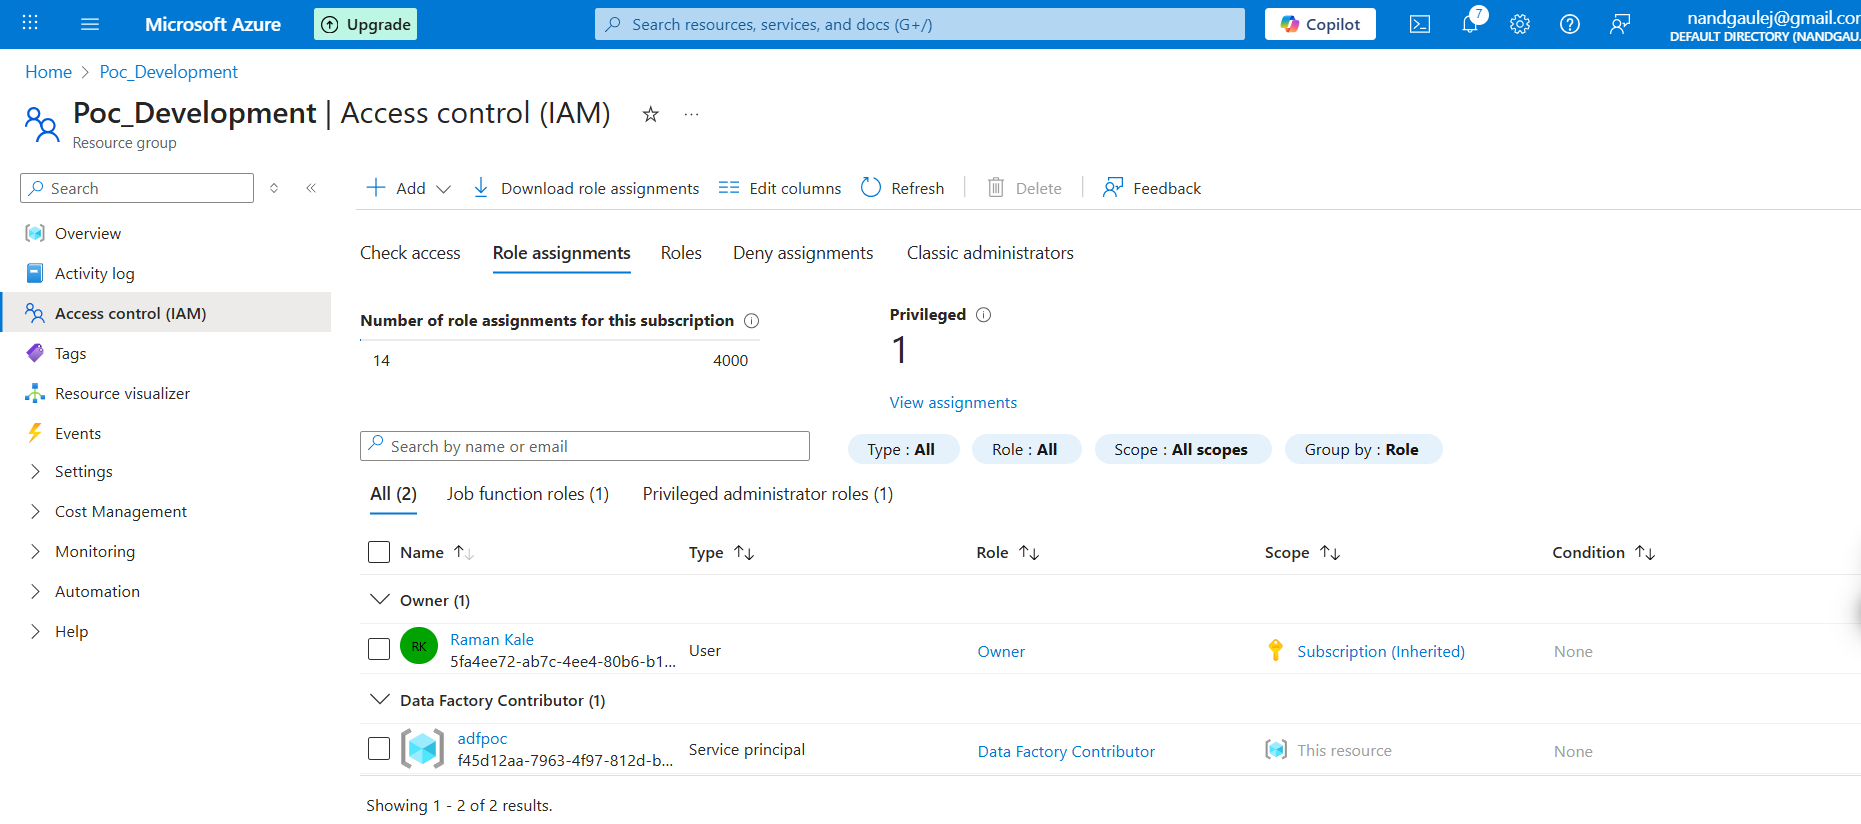 Microsoft Azure
Upgrade
Search resources, services, and docs (G+/)
Copilot
7
nandgaulej@gmail.cor
DEFAULT DIRECTORY (NANDGAU.
Home > Poc_Development
Poc_Development | Access control (IAM)
Resource group
Search
Add
Download role assignments
Edit columns
Refresh
Delete
Feedback
Overview
Activity log
Access control (IAM)
Tags
Resource visualizer
Events
Settings
Cost Management
Monitoring
Automation
Help
Check access
Role assignments
Roles
Deny assignments
Classic administrators
Number of role assignments for this subscription
14
4000
Privileged
1
View assignments
Search by name or email
Type : All
Role : All
Scope : All scopes
Group by : Role
All (2)
Job function roles (1)
Privileged administrator roles (1)
Name
Type
Role
Scope
Condition
Owner (1)
RK
Raman Kale
5fa4ee72-ab7c-4ee4-80b6-b1...
User
Owner
Subscription (Inherited)
None
Data Factory Contributor (1)
adfpoc
f45d12aa-7963-4f97-812d-b...
Service principal
Data Factory Contributor
This resource
None
Showing 1 - 2 of 2 results.